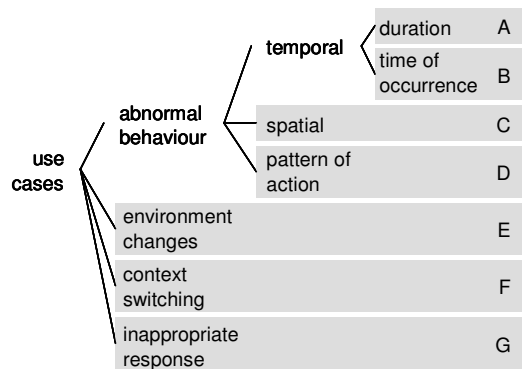 duration A
temporal
time of
occurrence B
abnormal
behaviour
spatial C
use
cases
pattern of
action D
environment
changes E
context
switching F
inappropriate
response G